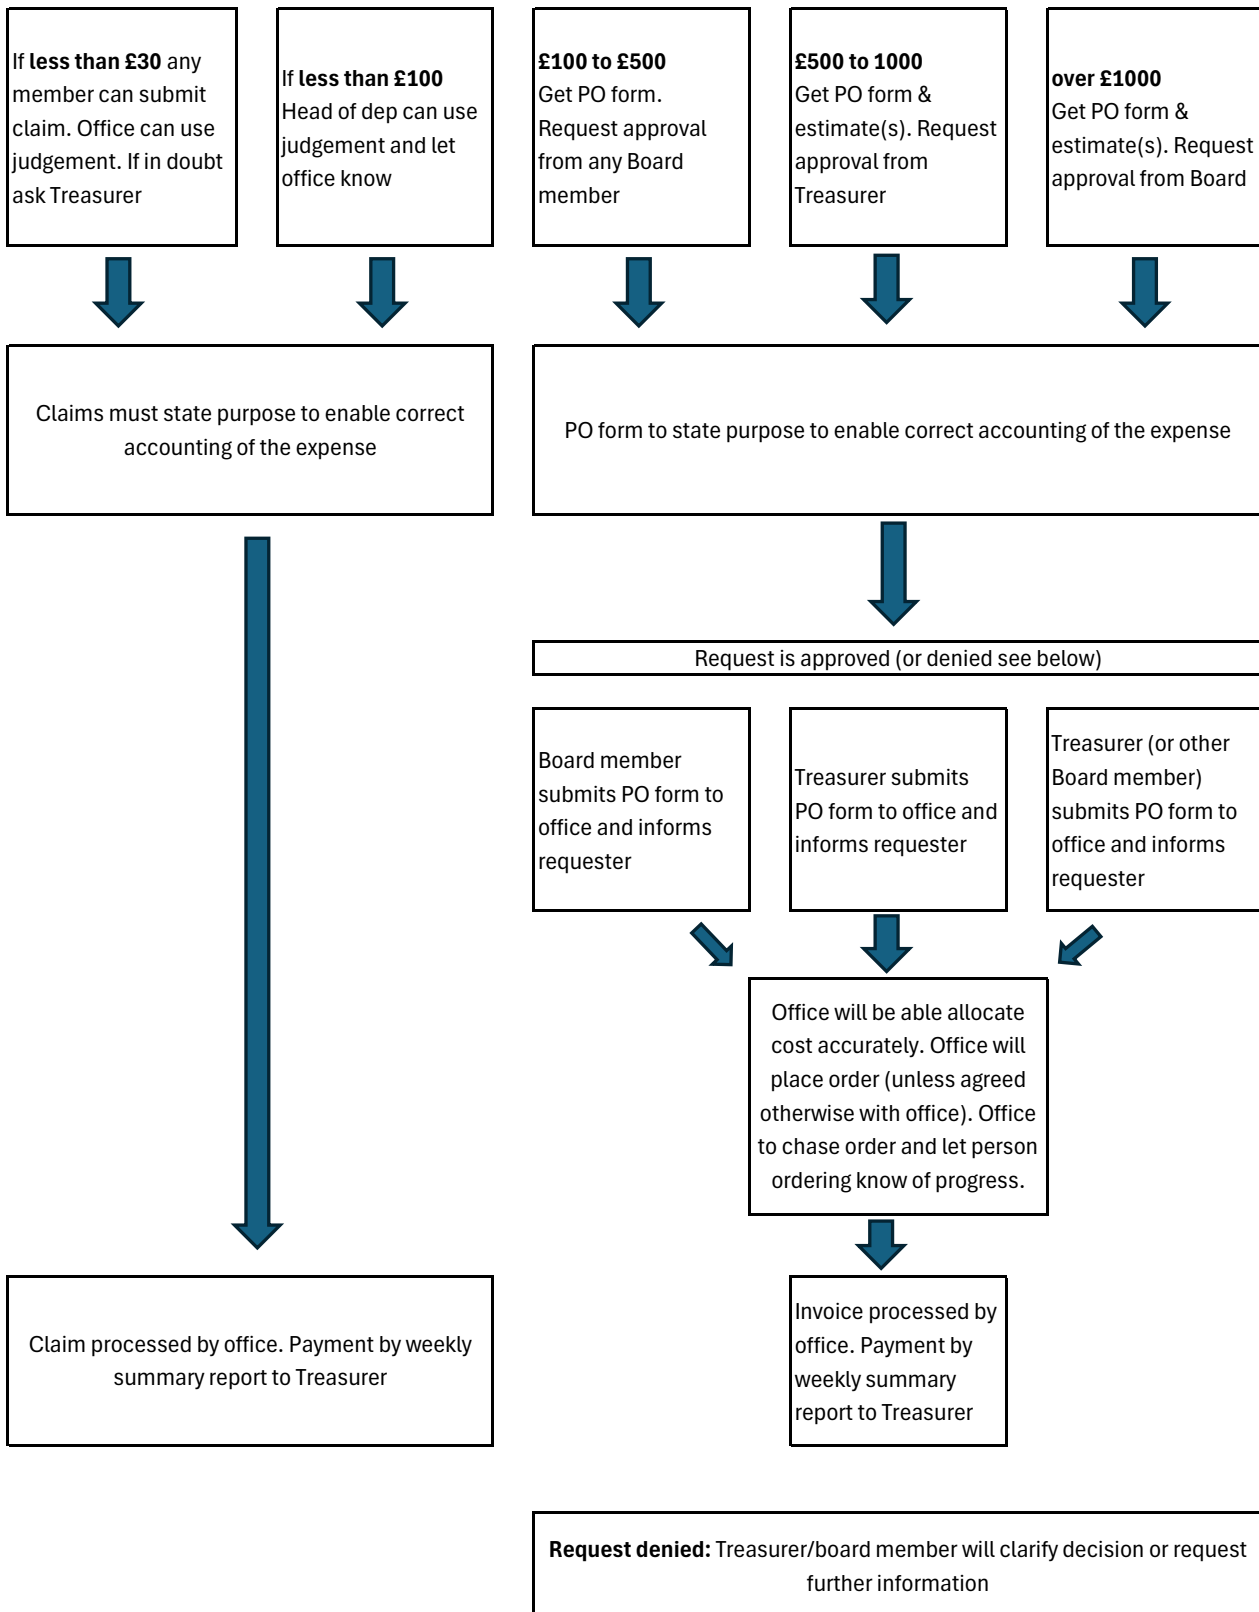 If less than £30 any
member can submit
claim. Office can use
judgement. If in doubt
ask Treasurer
If less than £100
Head of dep can use
judgement and let
office know
£100 to £500
Get PO form.
Request approval
from any Board
member
£500 to 1000
Get PO form &
estimate(s). Request
approval from
Treasurer
over £1000
Get PO form &
estimate(s). Request
approval from Board
Claims must state purpose to enable correct
accounting of the expense
PO form to state purpose to enable correct accounting of the expense
Request is approved (or denied see below)
Board member
submits PO form to
office and informs
requester
Treasurer submits
PO form to office and
informs requester
Treasurer (or other
Board member)
submits PO form to
office and informs
requester
Office will be able allocate
cost accurately. Office will
place order (unless agreed
otherwise with office). Office
to chase order and let person
ordering know of progress.
Claim processed by office. Payment by weekly
summary report to Treasurer
Invoice processed by
office. Payment by
weekly summary
report to Treasurer
Request denied: Treasurer/board member will clarify decision or request
further information